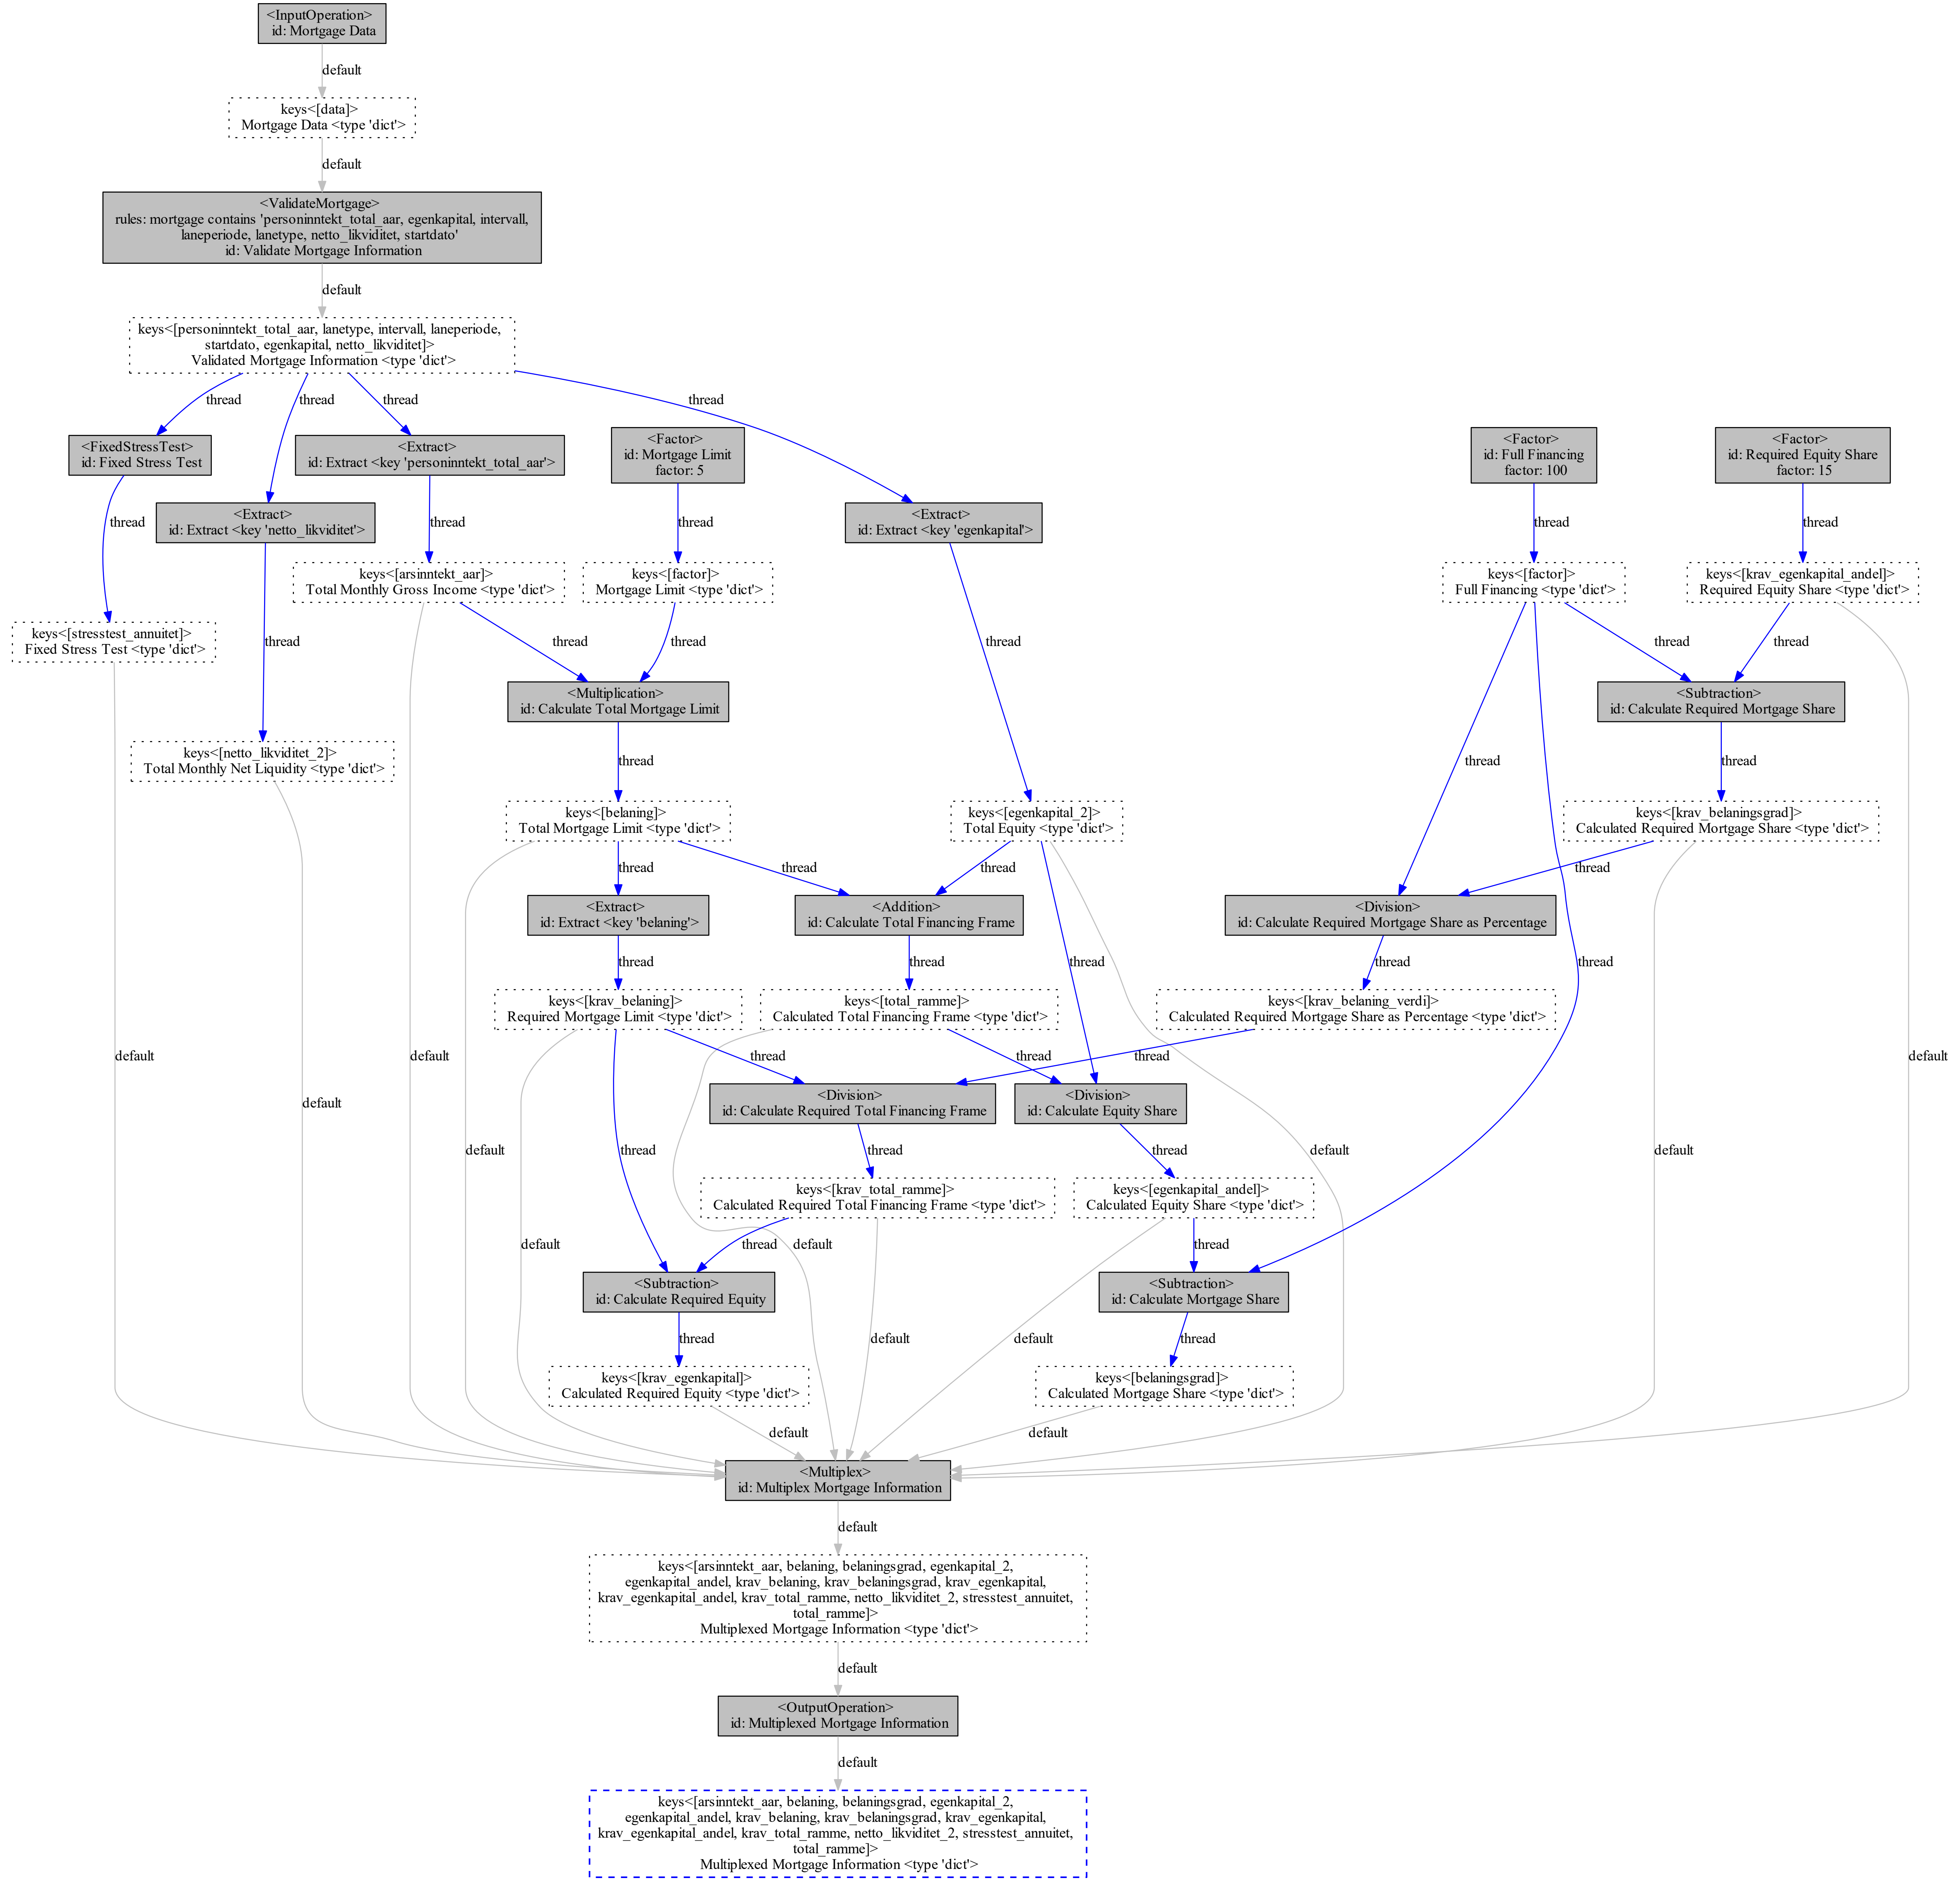 <InputOperation>
id: Mortgage Data
default
keys<[data]>
Mortgage Data <type 'dict'>
default
<ValidateMortgage>
rules: mortgage contains 'personinntekt_total_aar, egenkapital, intervall,
laneperiode, lanetype, netto_likviditet, startdato'
id: Validate Mortgage Information
default
keys<[personinntekt_total_aar, lanetype, intervall, laneperiode,
startdato, egenkapital, netto_likviditet]>
Validated Mortgage Information <type 'dict'>
thread
thread
thread
thread
<FixedStressTest>
id: Fixed Stress Test
<Extract>
id: Extract <key 'personinntekt_total_aar'>
<Factor>
id: Mortgage Limit
factor: 5
<Factor>
id: Full Financing
factor: 100
<Factor>
id: Required Equity Share
factor: 15
<Extract>
id: Extract <key 'netto_likviditet'>
<Extract>
id: Extract <key 'egenkapital'>
thread
thread
thread
thread
thread
keys<[arsinntekt_aar]>
Total Monthly Gross Income <type 'dict'>
keys<[factor]>
Mortgage Limit <type 'dict'>
keys<[factor]>
Full Financing <type 'dict'>
keys<[krav_egenkapital_andel]>
Required Equity Share <type 'dict'>
keys<[stresstest_annuitet]>
Fixed Stress Test <type 'dict'>
thread
thread
thread
thread
thread
thread
<Multiplication>
id: Calculate Total Mortgage Limit
<Subtraction>
id: Calculate Required Mortgage Share
keys<[netto_likviditet_2]>
Total Monthly Net Liquidity <type 'dict'>
thread
thread
thread
keys<[belaning]>
Total Mortgage Limit <type 'dict'>
keys<[egenkapital_2]>
Total Equity <type 'dict'>
keys<[krav_belaningsgrad]>
Calculated Required Mortgage Share <type 'dict'>
thread
thread
thread
thread
<Extract>
id: Extract <key 'belaning'>
<Addition>
id: Calculate Total Financing Frame
<Division>
id: Calculate Required Mortgage Share as Percentage
thread
thread
thread
thread
thread
keys<[krav_belaning]>
Required Mortgage Limit <type 'dict'>
keys<[total_ramme]>
Calculated Total Financing Frame <type 'dict'>
keys<[krav_belaning_verdi]>
Calculated Required Mortgage Share as Percentage <type 'dict'>
default
default
thread
thread
thread
default
<Division>
id: Calculate Required Total Financing Frame
<Division>
id: Calculate Equity Share
default
default
thread
thread
thread
default
default
keys<[krav_total_ramme]>
Calculated Required Total Financing Frame <type 'dict'>
keys<[egenkapital_andel]>
Calculated Equity Share <type 'dict'>
default
thread
default
thread
<Subtraction>
id: Calculate Required Equity
<Subtraction>
id: Calculate Mortgage Share
thread
default
default
thread
keys<[krav_egenkapital]>
Calculated Required Equity <type 'dict'>
keys<[belaningsgrad]>
Calculated Mortgage Share <type 'dict'>
default
default
<Multiplex>
id: Multiplex Mortgage Information
default
keys<[arsinntekt_aar, belaning, belaningsgrad, egenkapital_2,
egenkapital_andel, krav_belaning, krav_belaningsgrad, krav_egenkapital,
krav_egenkapital_andel, krav_total_ramme, netto_likviditet_2, stresstest_annuitet,
total_ramme]>
Multiplexed Mortgage Information <type 'dict'>
default
<OutputOperation>
id: Multiplexed Mortgage Information
default
keys<[arsinntekt_aar, belaning, belaningsgrad, egenkapital_2,
egenkapital_andel, krav_belaning, krav_belaningsgrad, krav_egenkapital,
krav_egenkapital_andel, krav_total_ramme, netto_likviditet_2, stresstest_annuitet,
total_ramme]>
Multiplexed Mortgage Information <type 'dict'>